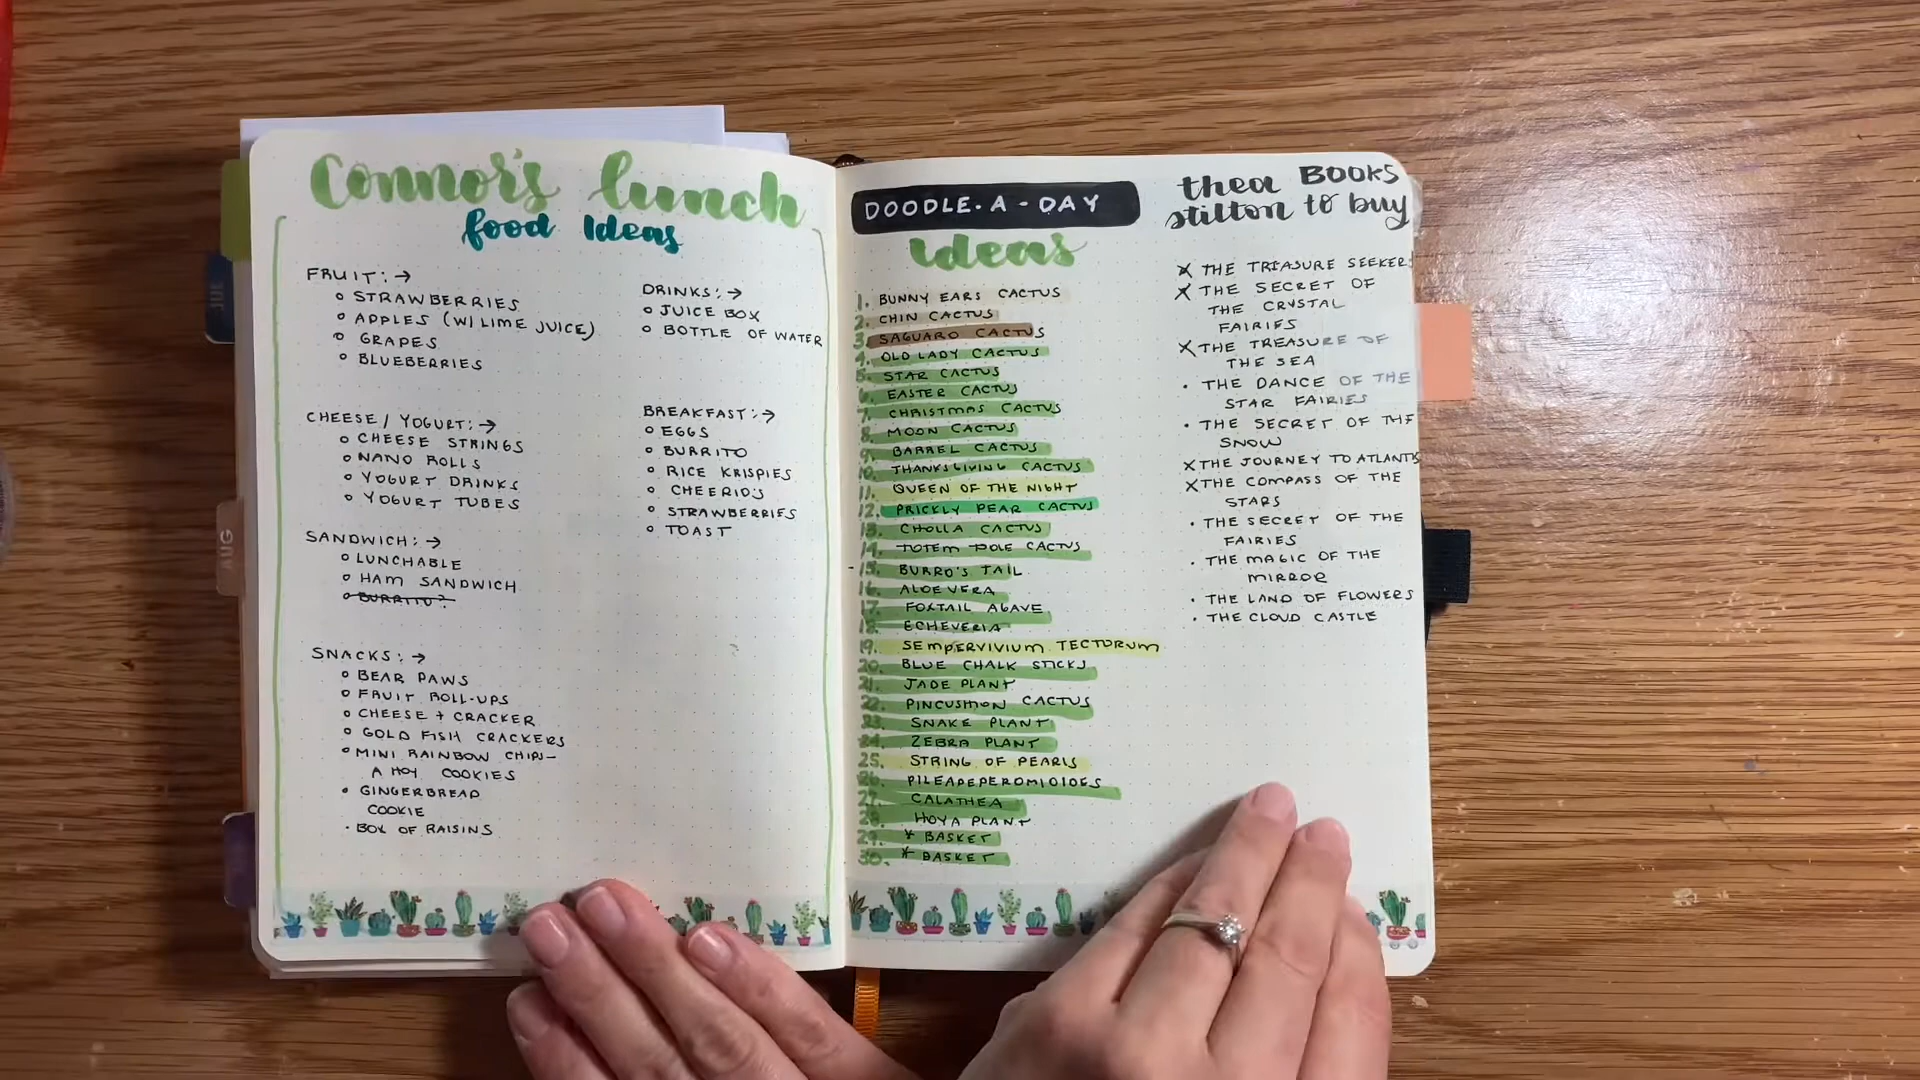 Connor's lunch
food Ideas
FRUIT: →
STRAWBERRIES
APPLES (W/ LIME JUICE)
GRAPES
BLUEBERRIES
CHEESE / YOGURT: →
CHEESE STRINGS
NANO ROLLS
YOGURT DRINKS
YOGURT TUBES
SANDWICH: →
LUNCHABLE
HAM SANDWICH
BURRITO?
SNACKS: →
BEAR PAWS
FRUIT ROLL-UPS
CHEESE + CRACKER
GOLD FISH CRACKERS
MINI RAINBOW CHIPS-
A HOY COOKIES
GINGERBREAD
COOKIE
BOX OF RAISINS
DRINKS: →
JUICE BOX
BOTTLE OF WATER
BREAKFAST: →
EGGS
BURRITO
RICE KRISPIES
CHEERIOS
STRAWBERRIES
TOAST
DOODLE-A-DAY
Ideas
1. BUNNY EARS CACTUS
2. CHIN CACTUS
3. SAGUARO CACTUS
4. OLD LADY CACTUS
5. STAR CACTUS
6. EASTER CACTUS
7. CHRISTMAS CACTUS
8. MOON CACTUS
9. BARREL CACTUS
10. THANKSGIVING CACTUS
11. QUEEN OF THE NIGHT
12. PRICKLY PEAR CACTUS
13. CHOLLA CACTUS
14. TOTEM POLE CACTUS
15. BURRO'S TAIL
16. ALOE VERA
17. FOXTAIL AGAVE
18. ECHEVERIA
19. SEMPERVIVIUM TECTORUM
20. BLUE CHALK STICKS
21. JADE PLANT
22. PINCUSHION CACTUS
23. SNAKE PLANT
24. ZEBRA PLANT
25. STRING OF PEARLS
26. PILEAPEPEROMIOIDES
27. CALATHEA
28. HOYA PLANT
29. * BASKET
30. * BASKET
thea BOOKS
stilton to buy
X THE TREASURE SEEKERS
X THE SECRET OF
THE CRYSTAL
FAIRIES
X THE TREASURE OF
THE SEA
THE DANCE OF THE
STAR FAIRIES
THE SECRET OF THE
SNOW
X THE JOURNEY TO ATLANTIS
X THE COMPASS OF THE
STARS
THE SECRET OF THE
FAIRIES
THE MAGIC OF THE
MIRROR
THE LAND OF FLOWERS
THE CLOUD CASTLE
AUG